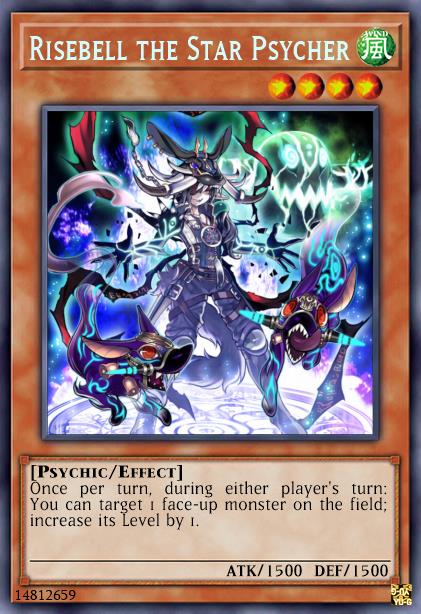 Risebell the Star Psycher
WIND
風
[Psychic/Effect]
Once per turn, during either player's turn:
You can target 1 face-up monster on the field;
increase its Level by 1.
ATK/1500 DEF/1500
14812659